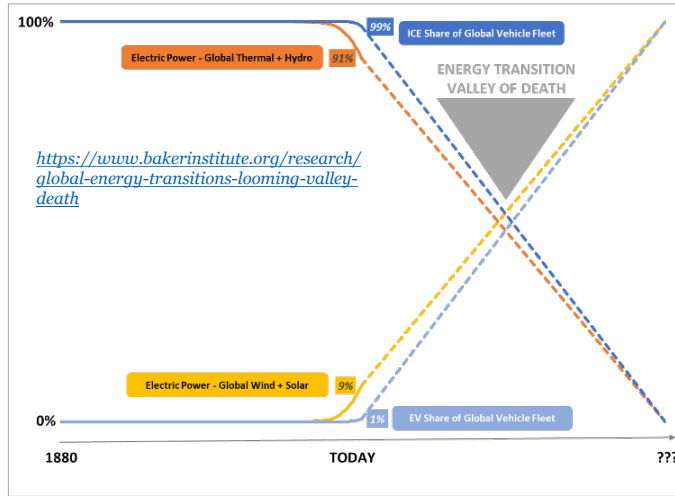 100%
99%
ICE Share of Global Vehicle Fleet
Electric Power - Global Thermal + Hydro
91%
ENERGY TRANSITION
VALLEY OF DEATH
https://www.bakerinstitute.org/research/
global-energy-transitions-looming-valley-
death
Electric Power - Global Wind + Solar
9%
0%
1%
EV Share of Global Vehicle Fleet
1880
TODAY
???